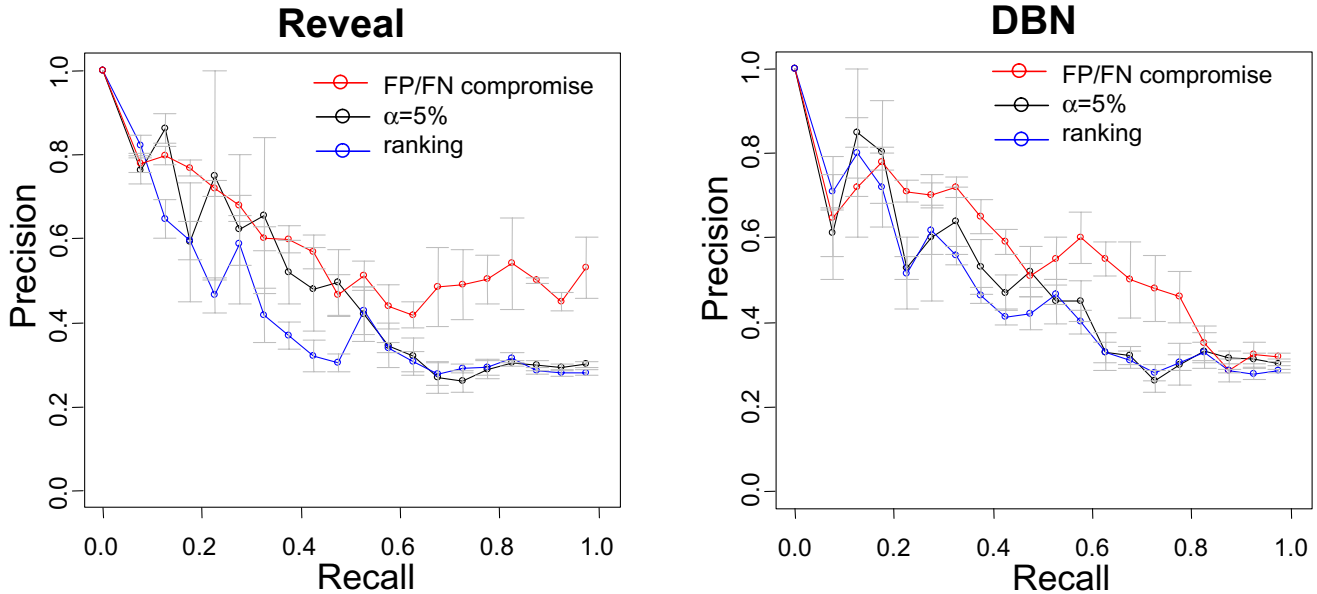 Reveal
FP/FN compromise
α=5%
ranking
Precision
1.0
0.8
0.6
0.4
0.2
0.0
0.0 0.2 0.4 0.6 0.8 1.0
Recall
DBN
FP/FN compromise
α=5%
ranking
Precision
1.0
0.8
0.6
0.4
0.2
0.0
0.0 0.2 0.4 0.6 0.8 1.0
Recall